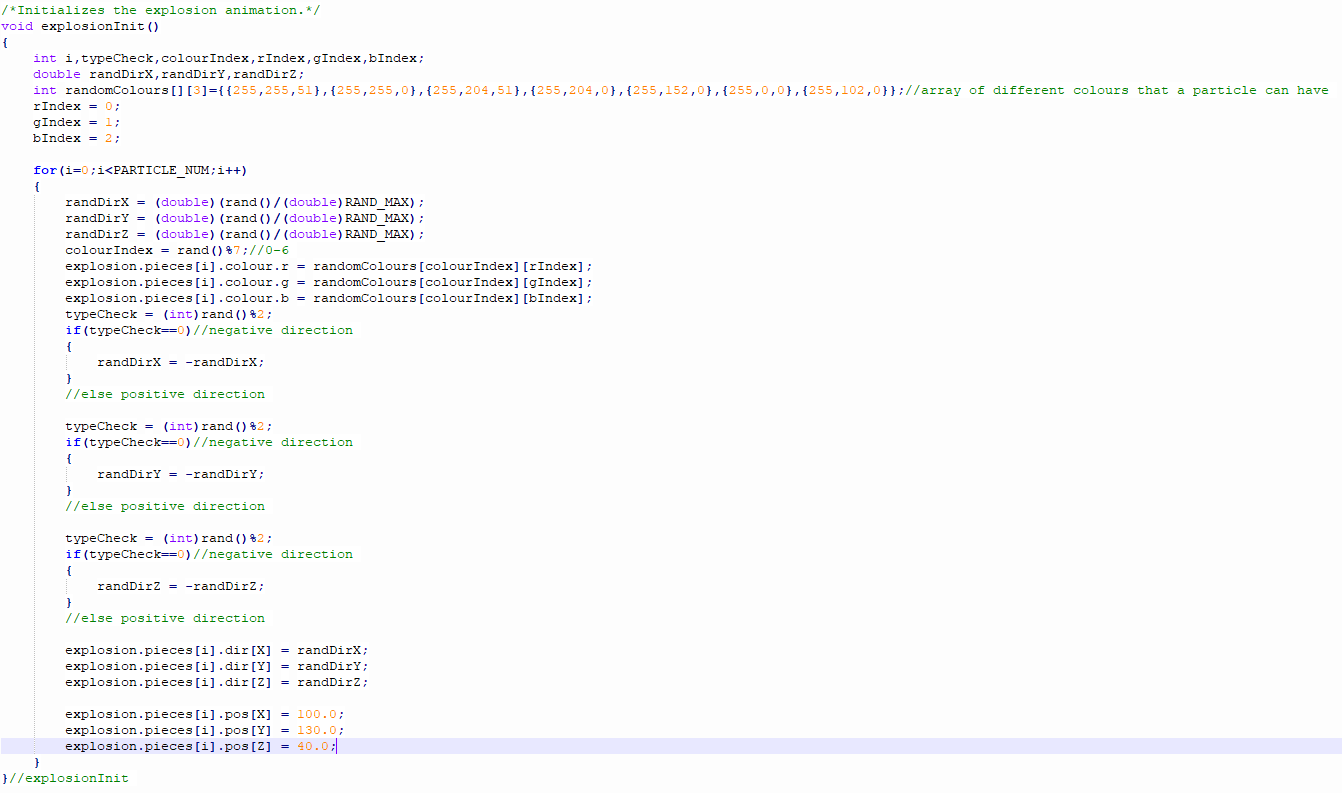 /*Initializes the explosion animation.*/
void explosionInit()
{
    int i,typeCheck,colourIndex,rIndex,gIndex,bIndex;
    double randDirX,randDirY,randDirZ;
    int randomColours[][3]={{255,255,51},{255,255,0},{255,204,51},{255,204,0},{255,152,0},{255,0,0},{255,102,0}};//array of different colours that a particle can have
    rIndex = 0;
    gIndex = 1;
    bIndex = 2;

    for(i=0;i<PARTICLE_NUM;i++)
    {
        randDirX = (double)(rand()/(double)RAND_MAX);
        randDirY = (double)(rand()/(double)RAND_MAX);
        randDirZ = (double)(rand()/(double)RAND_MAX);
        colourIndex = rand()%7;//0-6
        explosion.pieces[i].colour.r = randomColours[colourIndex][rIndex];
        explosion.pieces[i].colour.g = randomColours[colourIndex][gIndex];
        explosion.pieces[i].colour.b = randomColours[colourIndex][bIndex];
        typeCheck = (int)rand()%2;
        if(typeCheck==0)//negative direction
        {
            randDirX = -randDirX;
        }
        //else positive direction

        typeCheck = (int)rand()%2;
        if(typeCheck==0)//negative direction
        {
            randDirY = -randDirY;
        }
        //else positive direction

        typeCheck = (int)rand()%2;
        if(typeCheck==0)//negative direction
        {
            randDirZ = -randDirZ;
        }
        //else positive direction

        explosion.pieces[i].dir[X] = randDirX;
        explosion.pieces[i].dir[Y] = randDirY;
        explosion.pieces[i].dir[Z] = randDirZ;

        explosion.pieces[i].pos[X] = 100.0;
        explosion.pieces[i].pos[Y] = 130.0;
        explosion.pieces[i].pos[Z] = 40.0;
    }
}//explosionInit